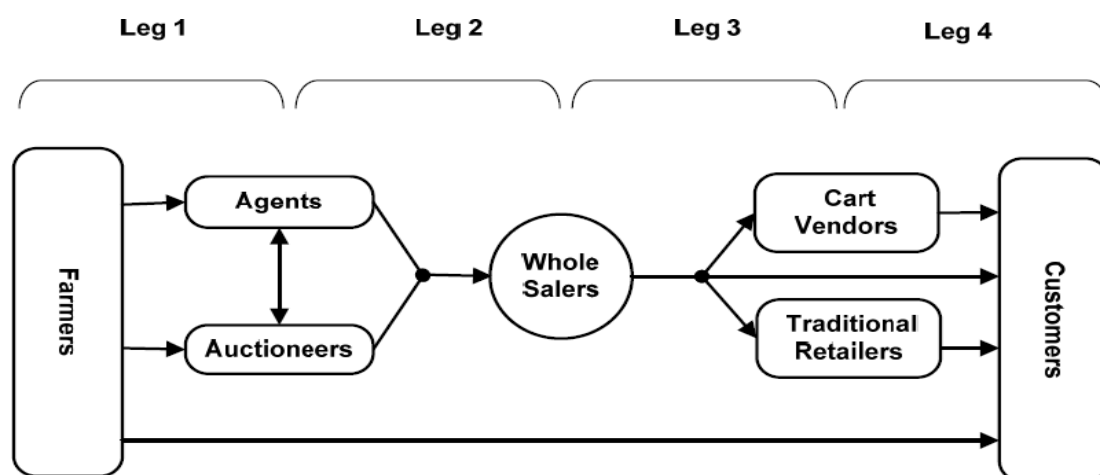 Leg 1
Leg 2
Leg 3
Leg 4
Farmers
Agents
Auctioneers
Whole
Salers
Cart
Vendors
Traditional
Retailers
Customers